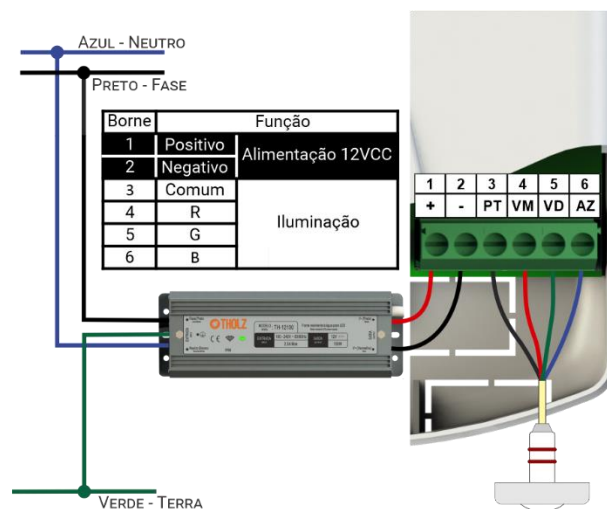 AZUL - NEUTRO
PRETO - FASE
Borne Função
1 Positivo Alimentação 12VCC
2 Negativo
3 Comum Iluminação
4 R
5 G
6 B
1 2 3 4 5 6
+ - PT VM VD AZ
THOLZ
VERDE - TERRA